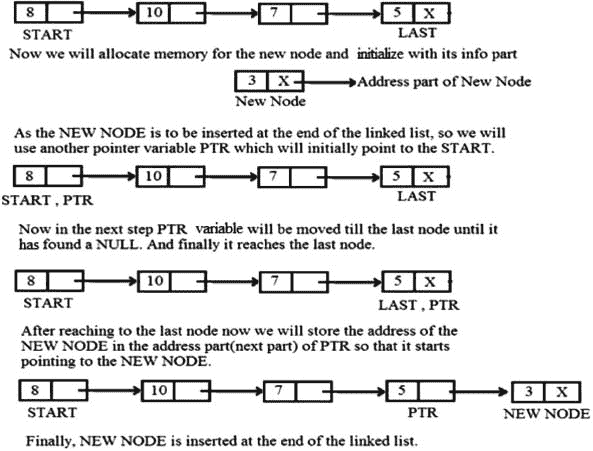 8 10 7 5 X
START LAST
Now we will allocate memory for the new node and initialize with its info part
3 X Address part of New Node
New Node
As the NEW NODE is to be inserted at the end of the linked list, so we will
use another pointer variable PTR which will initially point to the START.
8 10 7 5 X
START , PTR LAST
Now in the next step PTR variable will be moved till the last node until it
has found a NULL. And finally it reaches the last node.
8 10 7 5 X
START LAST , PTR
After reaching to the last node now we will store the address of the
NEW NODE in the address part(next part) of PTR so that it starts
pointing to the NEW NODE.
8 10 7 5 3 X
START PTR NEW NODE
Finally, NEW NODE is inserted at the end of the linked list.